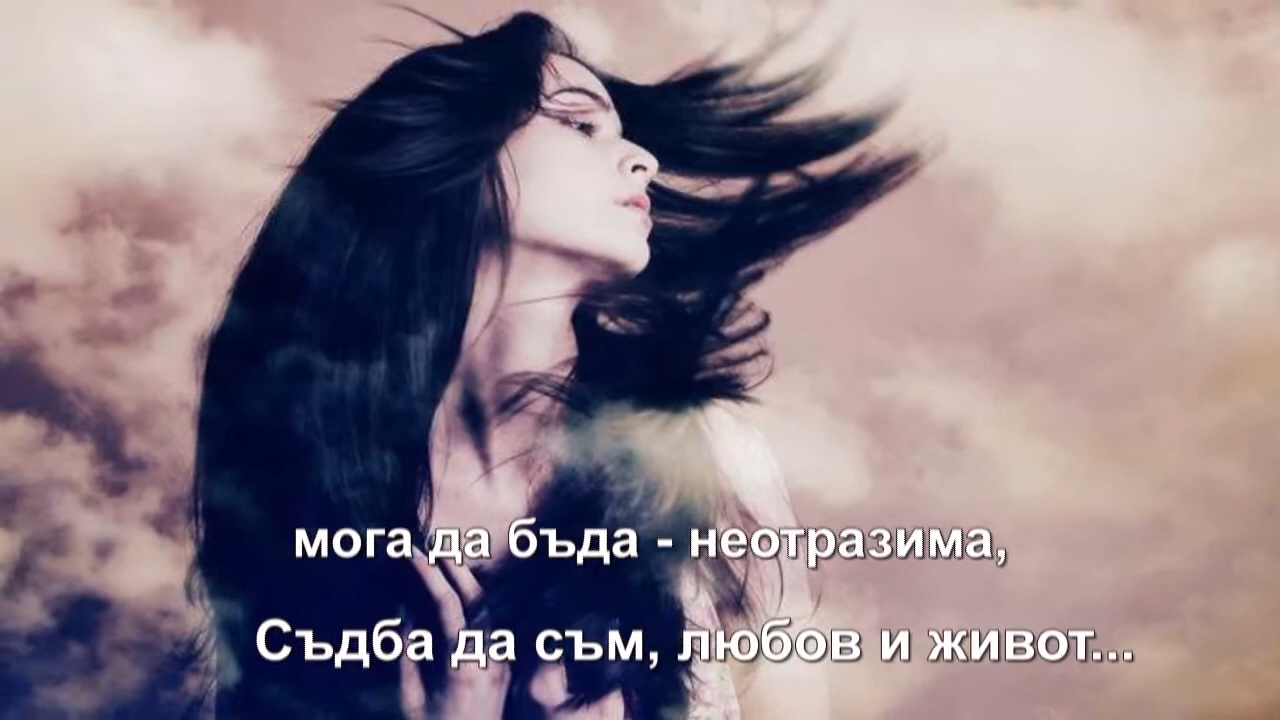 мога да бъда - неотразима,
Съдба да съм, любов и живот...